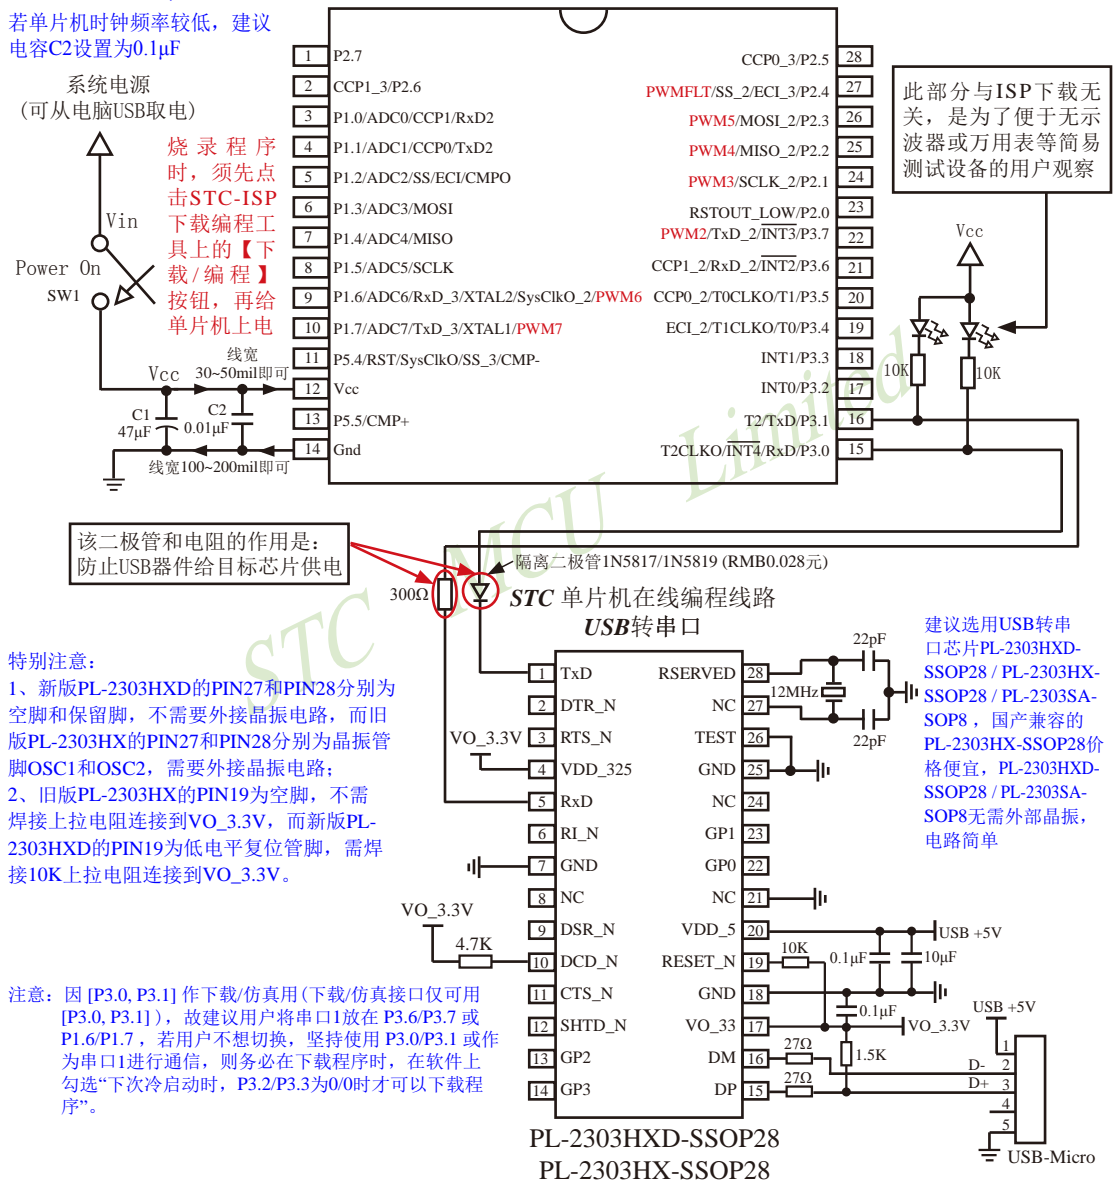 若单片机时钟频率较低，建议
电容C2设置为0.1μF
系统电源
(可从电脑USB取电)
烧录程序
时，须先点
击STC-ISP
下载编程工
具上的【下
载/编程】
按钮，再给
单片机上电
Vin
Power On
SW1
Vcc
线宽
30~50mil即可
C1
47μF
C2
0.01μF
线宽100~200mil即可
1 P2.7
2 CCP1_3/P2.6
3 P1.0/ADC0/CCP1/RxD2
4 P1.1/ADC1/CCP0/TxD2
5 P1.2/ADC2/SS/ECI/CMPO
6 P1.3/ADC3/MOSI
7 P1.4/ADC4/MISO
8 P1.5/ADC5/SCLK
9 P1.6/ADC6/RxD_3/XTAL2/SysClkO_2/PWM6
10 P1.7/ADC7/TxD_3/XTAL1/PWM7
11 P5.4/RST/SysClkO/SS_3/CMP-
12 Vcc
13 P5.5/CMP+
14 Gnd
CCP0_3/P2.5 28
PWMFLT/SS_2/ECI_3/P2.4 27
PWM5/MOSI_2/P2.3 26
PWM4/MISO_2/P2.2 25
PWM3/SCLK_2/P2.1 24
RSTOUT_LOW/P2.0 23
PWM2/TxD_2/INT3/P3.7 22
CCP1_2/RxD_2/INT2/P3.6 21
CCP0_2/T0CLKO/T1/P3.5 20
ECI_2/T1CLKO/T0/P3.4 19
INT1/P3.3 18
INT0/P3.2 17
T2/TxD/P3.1 16
T2CLKO/INT4/RxD/P3.0 15
此部分与ISP下载无
关，是为了便于无示
波器或万用表等简易
测试设备的用户观察
Vcc
10K
10K
STC MCU Limited
该二极管和电阻的作用是：
防止USB器件给目标芯片供电
隔离二极管1N5817/1N5819 (RMB0.028元)
300Ω
STC 单片机在线编程线路
USB转串口
特别注意：
1、新版PL-2303HXD的PIN27和PIN28分别为
空脚和保留脚，不需要外接晶振电路，而旧
版PL-2303HX的PIN27和PIN28分别为晶振管
脚OSC1和OSC2，需要外接晶振电路；
2、旧版PL-2303HX的PIN19为空脚，不需
焊接上拉电阻连接到VO_3.3V，而新版PL-
2303HXD的PIN19为低电平复位管脚，需焊
接10K上拉电阻连接到VO_3.3V。
建议选用USB转串
口芯片PL-2303HXD-
SSOP28 / PL-2303HX-
SSOP28 / PL-2303SA-
SOP8，国产兼容的
PL-2303HX-SSOP28价
格便宜，PL-2303HXD-
SSOP28 / PL-2303SA-
SOP8无需外部晶振，
电路简单
1 TxD
2 DTR_N
3 RTS_N
4 VDD_325
5 RxD
6 RI_N
7 GND
8 NC
9 DSR_N
10 DCD_N
11 CTS_N
12 SHTD_N
13 GP2
14 GP3
RSERVED 28
NC 27
TEST 26
GND 25
NC 24
GP1 23
GP0 22
NC 21
VDD_5 20
RESET_N 19
GND 18
VO_33 17
DM 16
DP 15
VO_3.3V
VO_3.3V
4.7K
22pF
12MHz
22pF
USB +5V
10K
0.1μF
10μF
0.1μF
VO_3.3V
1.5K
27Ω
27Ω
D-
D+
USB +5V
1
2
3
4
5
USB-Micro
注意：因 [P3.0, P3.1] 作下载/仿真用(下载/仿真接口仅可用
[P3.0, P3.1] )，故建议用户将串口1放在 P3.6/P3.7 或
P1.6/P1.7，若用户不想切换，坚持使用 P3.0/P3.1 或作
为串口1进行通信，则务必在下载程序时，在软件上
勾选“下次冷启动时，P3.2/P3.3为0/0时才可以下载程
序”。
PL-2303HXD-SSOP28
PL-2303HX-SSOP28